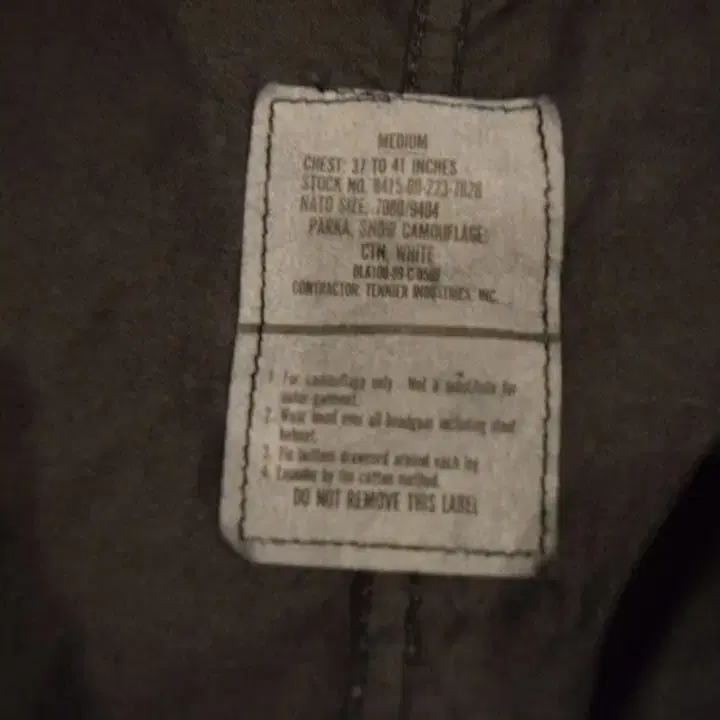 MEDIUM
CHEST: 37 TO 41 INCHES
STOCK NO. 8415-00-223-7628
NATO SIZE: 7080/9404
PARKA, SNOW CAMOUFLAGE:
CTN, WHITE
CONTRACTOR: TENNIER INDUSTRIES, INC.
1. For camouflage only. Not a substitute for
outer garment.
2. Wear hood over all headgear including steel
helmet.
3. Tie bottom drawcord around each leg
4. Launder by the cotton method.
DO NOT REMOVE THIS LABEL